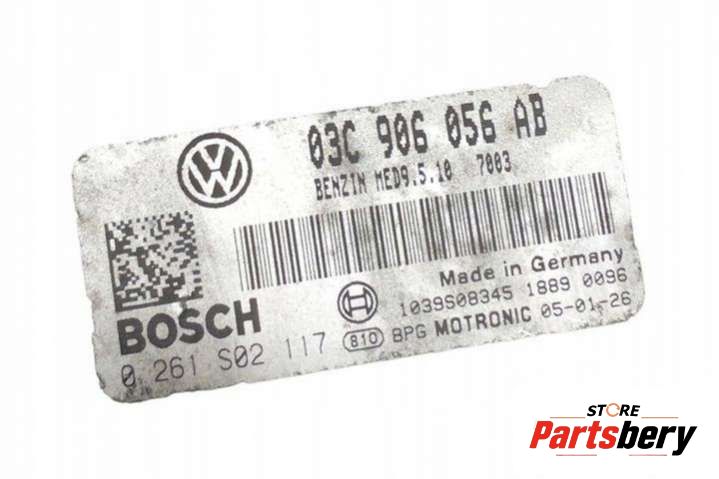 VW
03C 906 056 AB
BENZIN MED9.5.10 7003
Made in Germany
BOSCH
1039S08345 1889 0096
0 261 S02 117
810 BPG MOTRONIC 05-01-26
STORE
Partsbery